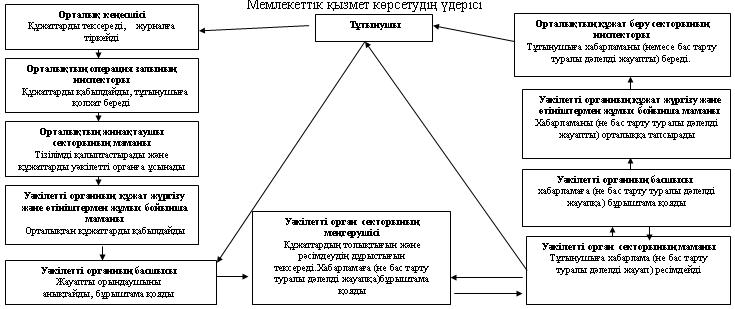 Мемлекеттік қызмет көрсетудің үдерісі
Орталық кеңесшісі
Құжаттарды тексереді, журналға
тіркейді
Орталықтың операция залының
инспекторы
Құжаттарды қабылдайды, тұтынушыға
қолхат береді
Орталықтың жинақтаушы
секторының маманы
Тізілімді қалыптастырады және
құжаттарды уәкілетті органға ұсынады
Уәкілетті органның құжат жүргізу
және өтініштермен жұмыс бойынша
маманы
Орталықтан құжаттарды қабылдайды
Уәкілетті органның басшысы
Жауапты орындаушыны
анықтайды, бұрыштама қояды
Тұтынушы
Уәкілетті орган секторының
меңгерушісі
Құжаттардың толықтығын және
рәсімдеудің дұрыстығын
тексереді.Хабарламаға (не бас тарту
туралы дәлелді жауапқа)бұрыштама
қояды
Орталықтың құжат беру секторының
инспекторы
Тұтынушыға хабарламаны (немесе бас тарту
туралы дәлелді жауапты) береді.
Уәкілетті органның құжат жүргізу және
өтініштермен жұмыс бойынша маманы
Хабарламаны (не бас тарту туралы дәлелді
жауапты) орталыққа тапсырады
Уәкілетті органның басшысы
хабарламаға (не бас тарту туралы дәлелді
жауапқа) бұрыштама қояды
Уәкілетті орган секторының маманы
Тұтынушыға хабарлама (не бас тарту
туралы дәлелді жауап) ресімдейді